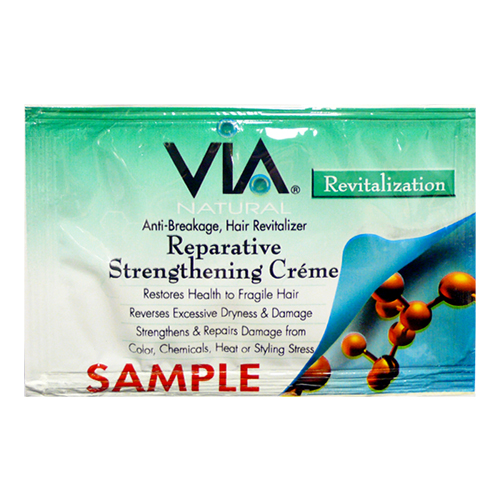 VIA®
NATURAL
Revitalization
Anti-Breakage, Hair Revitalizer
Reparative
Strengthening Créme
Restores Health to Fragile Hair
Reverses Excessive Dryness & Damage
Strengthens & Repairs Damage from
Color, Chemicals, Heat or Styling Stress
SAMPLE